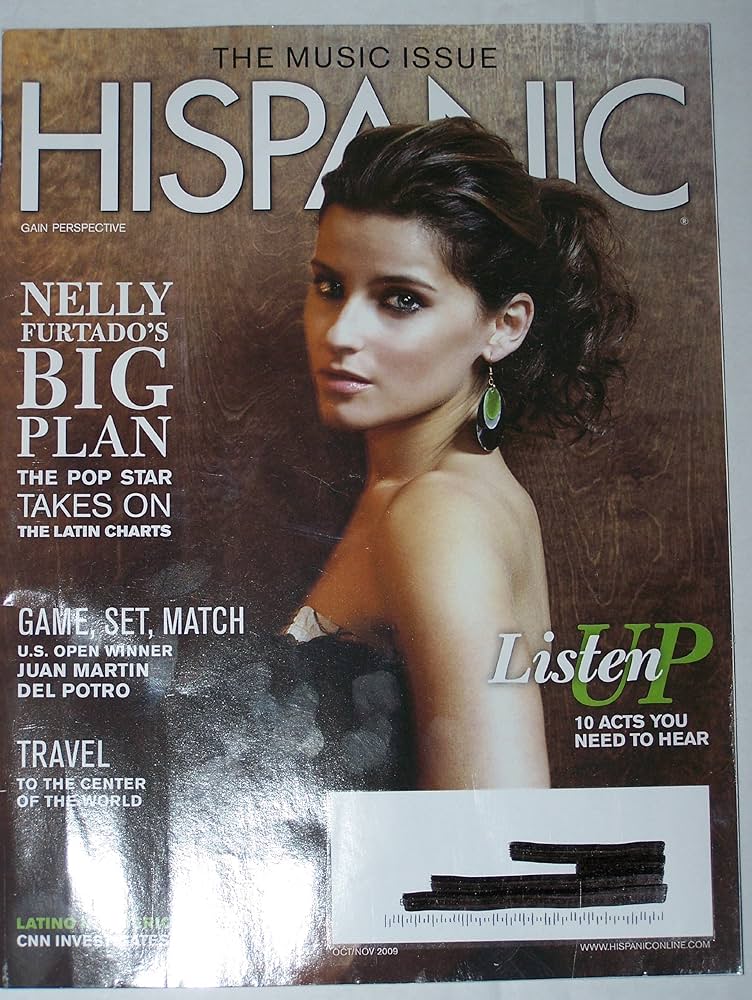 THE MUSIC ISSUE
HISPANIC
®
GAIN PERSPECTIVE
NELLY
FURTADO'S
BIG
PLAN
THE POP STAR
TAKES ON
THE LATIN CHARTS
GAME, SET, MATCH
U.S. OPEN WINNER
JUAN MARTIN
DEL POTRO
Listen UP
10 ACTS YOU
NEED TO HEAR
TRAVEL
TO THE CENTER
OF THE WORLD
LATINO
CNN INVESTIGATES
OCT/NOV 2009
WWW.HISPANICONLINE.COM